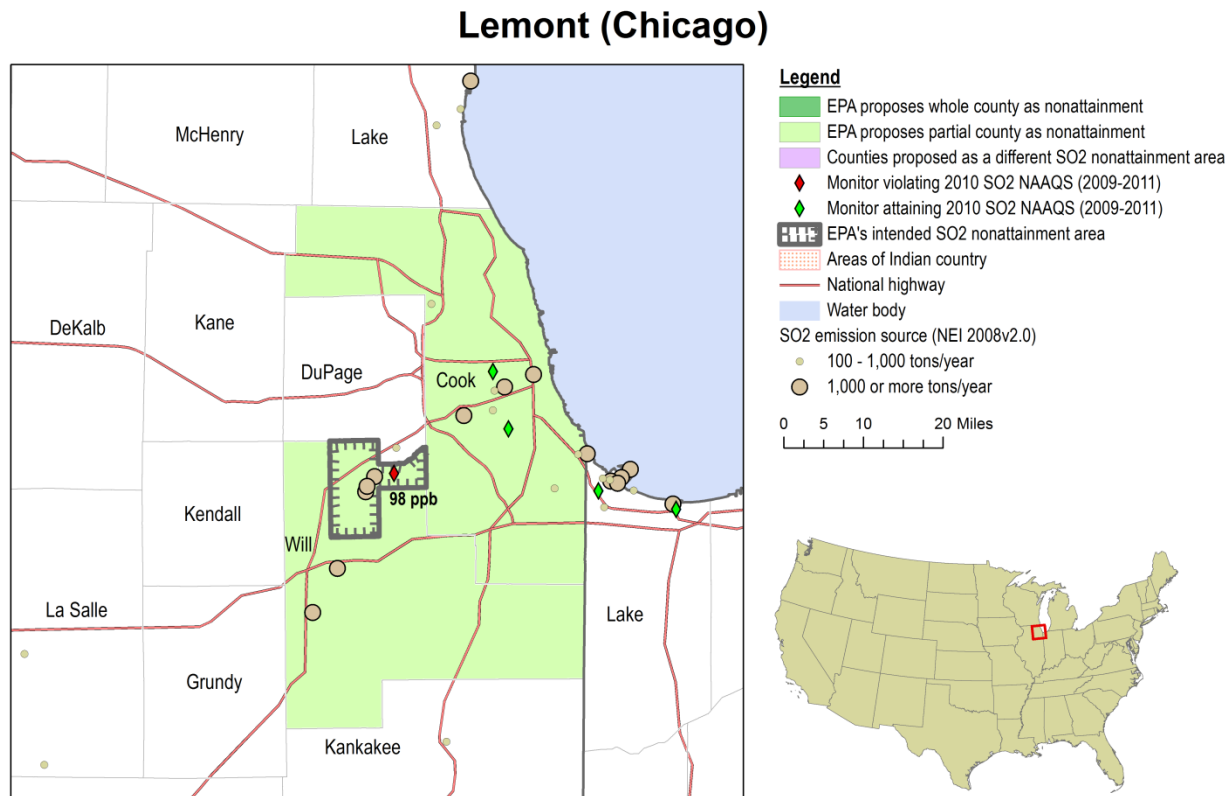 Lemont (Chicago)
McHenry
Lake
DeKalb
Kane
DuPage
Cook
98 ppb
Kendall
Will
La Salle
Lake
Grundy
Kankakee
Legend
EPA proposes whole county as nonattainment
EPA proposes partial county as nonattainment
Counties proposed as a different SO2 nonattainment area
Monitor violating 2010 SO2 NAAQS (2009-2011)
Monitor attaining 2010 SO2 NAAQS (2009-2011)
EPA's intended SO2 nonattainment area
Areas of Indian country
National highway
Water body
SO2 emission source (NEI 2008v2.0)
100 - 1,000 tons/year
1,000 or more tons/year
0 5 10 20 Miles